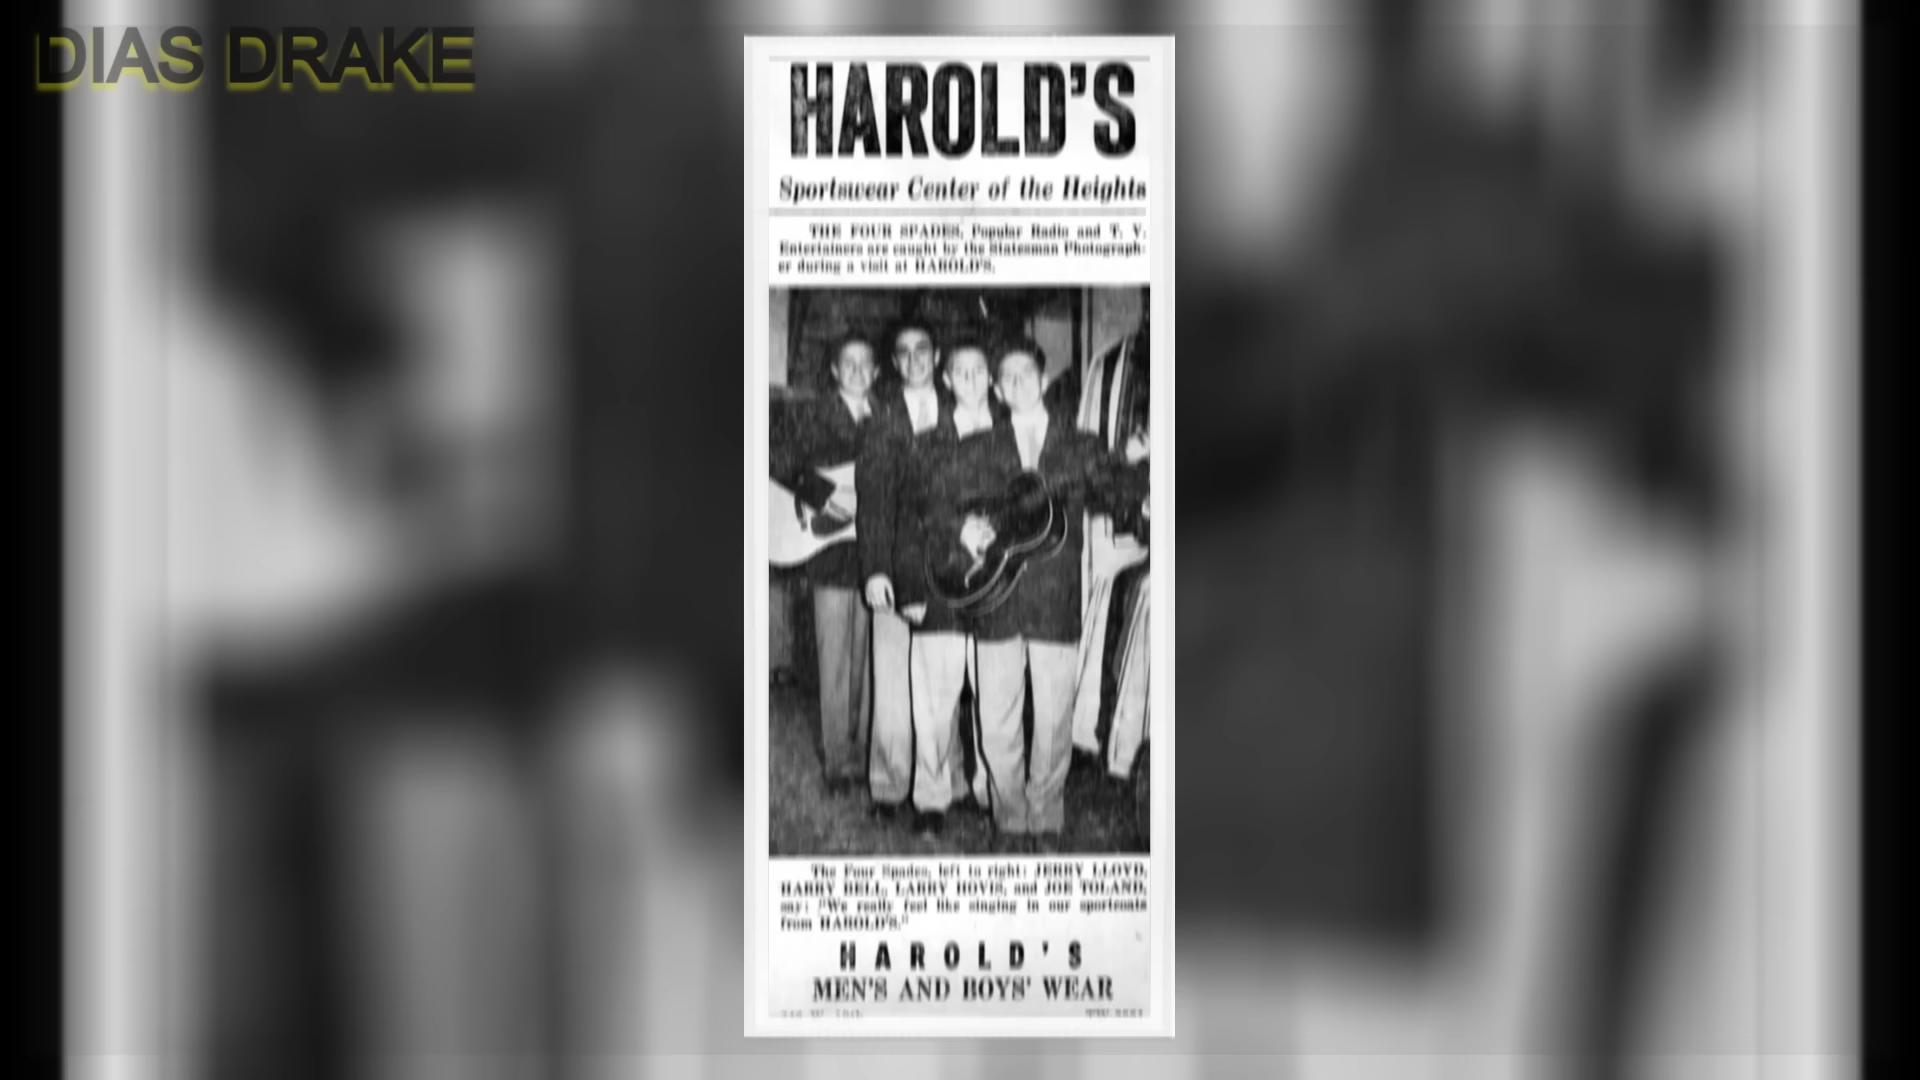 DIAS DRAKE
HAROLD'S
Sportswear Center of the Heights
THE FOUR SPADES, Popular Radio and T. V.
Entertainers are caught by the Statesman Photograph-
er during a visit at HAROLD'S.
The Four Spades, left to right: JERRY LLOYD,
HARRY BELL, LARRY HOVIS, and JOE TOLAND,
say: "We really feel like singing in our sportcoats
from HAROLD'S."
HAROLD'S
MEN'S AND BOYS' WEAR